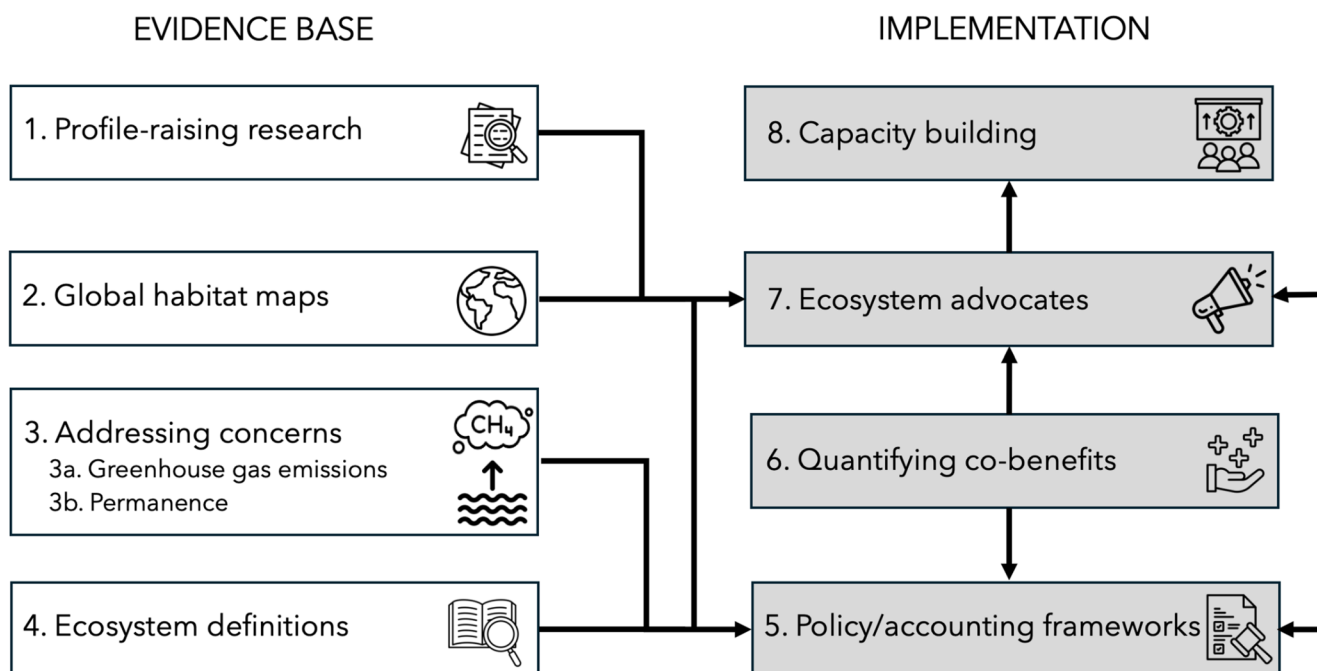 EVIDENCE BASE
1. Profile-raising research
2. Global habitat maps
3. Addressing concerns
3a. Greenhouse gas emissions
3b. Permanence
CH₄
4. Ecosystem definitions
IMPLEMENTATION
8. Capacity building
7. Ecosystem advocates
6. Quantifying co-benefits
5. Policy/accounting frameworks